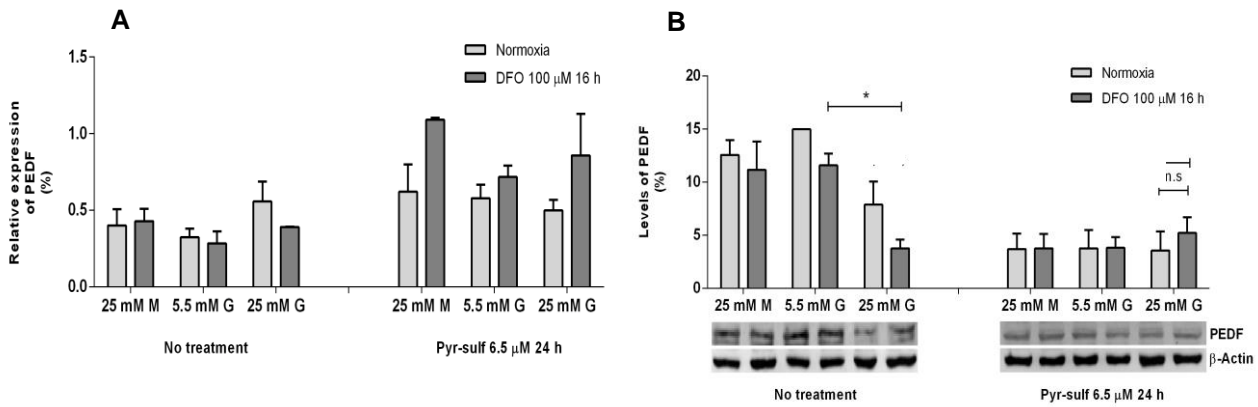 A
Normoxia
DFO 100 μM 16 h
Relative expression
of PEDF
(%)
1.5
1.0
0.5
0.0
25 mM M 5.5 mM G 25 mM G 25 mM M 5.5 mM G 25 mM G
No treatment Pyr-sulf 6.5 μM 24 h
B
Normoxia
DFO 100 μM 16 h
Levels of PEDF
(%)
20
15
10
5
0
*
n.s
25 mM M 5.5 mM G 25 mM G 25 mM M 5.5 mM G 25 mM G
PEDF
β-Actin
No treatment Pyr-sulf 6.5 μM 24 h